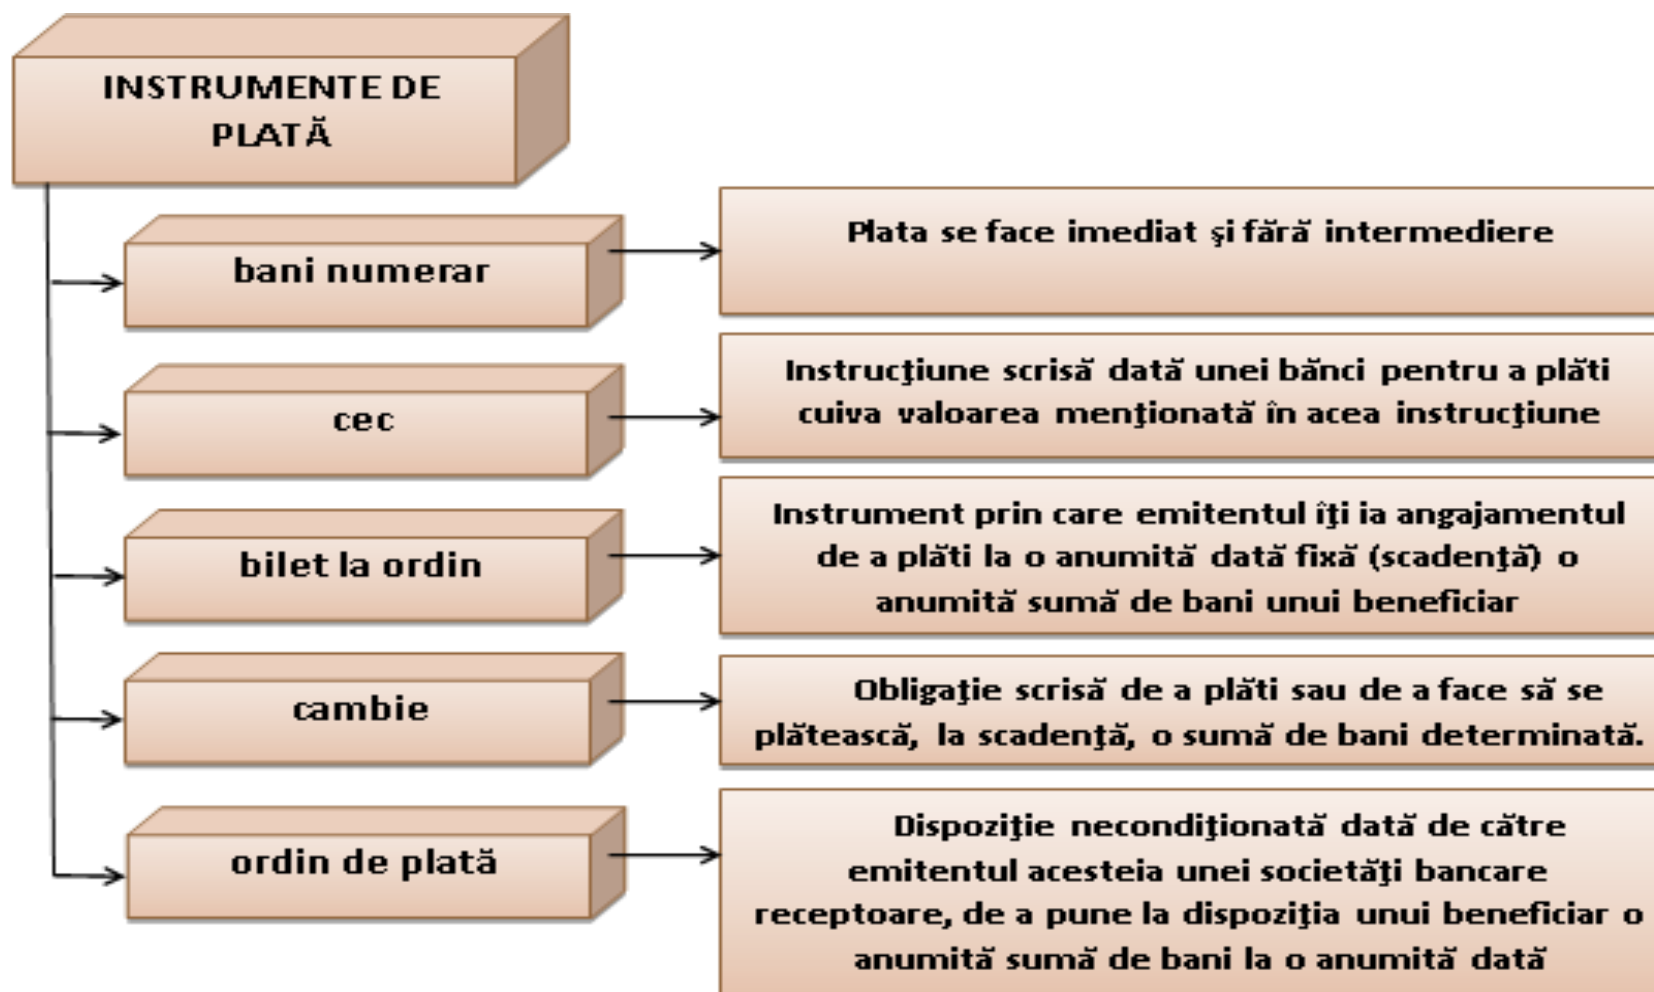 INSTRUMENTE DE
PLATĂ
bani numerar
Plata se face imediat şi fără intermediere
cec
Instrucţiune scrisă dată unei bănci pentru a plăti
cuiva valoarea menţionată în acea instrucţiune
bilet la ordin
Instrument prin care emitentul îţi ia angajamentul
de a plăti la o anumită dată fixă (scadenţă) o
anumită sumă de bani unui beneficiar
cambie
Obligaţie scrisă de a plăti sau de a face să se
plătească, la scadenţă, o sumă de bani determinată.
ordin de plată
Dispoziţie necondiţionată dată de către
emitentul acesteia unei societăţi bancare
receptoare, de a pune la dispoziţia unui beneficiar o
anumită sumă de bani la o anumită dată